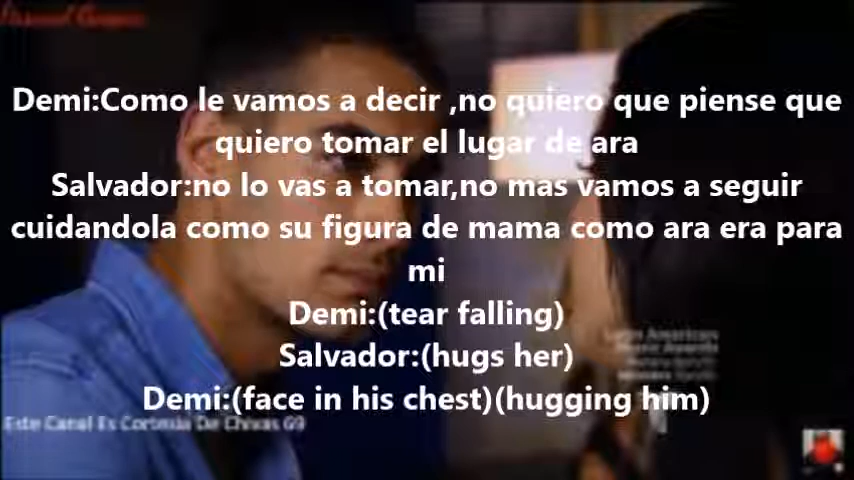 Demi:Como le vamos a decir ,no quiero que piense que
quiero tomar el lugar de ara
Salvador:no lo vas a tomar,no mas vamos a seguir
cuidandola como su figura de mama como ara era para
mi
Demi:(tear falling)
Salvador:(hugs her)
Demi:(face in his chest)(hugging him)
Latin American
Este Canal Es Cortesia De Chivas 69